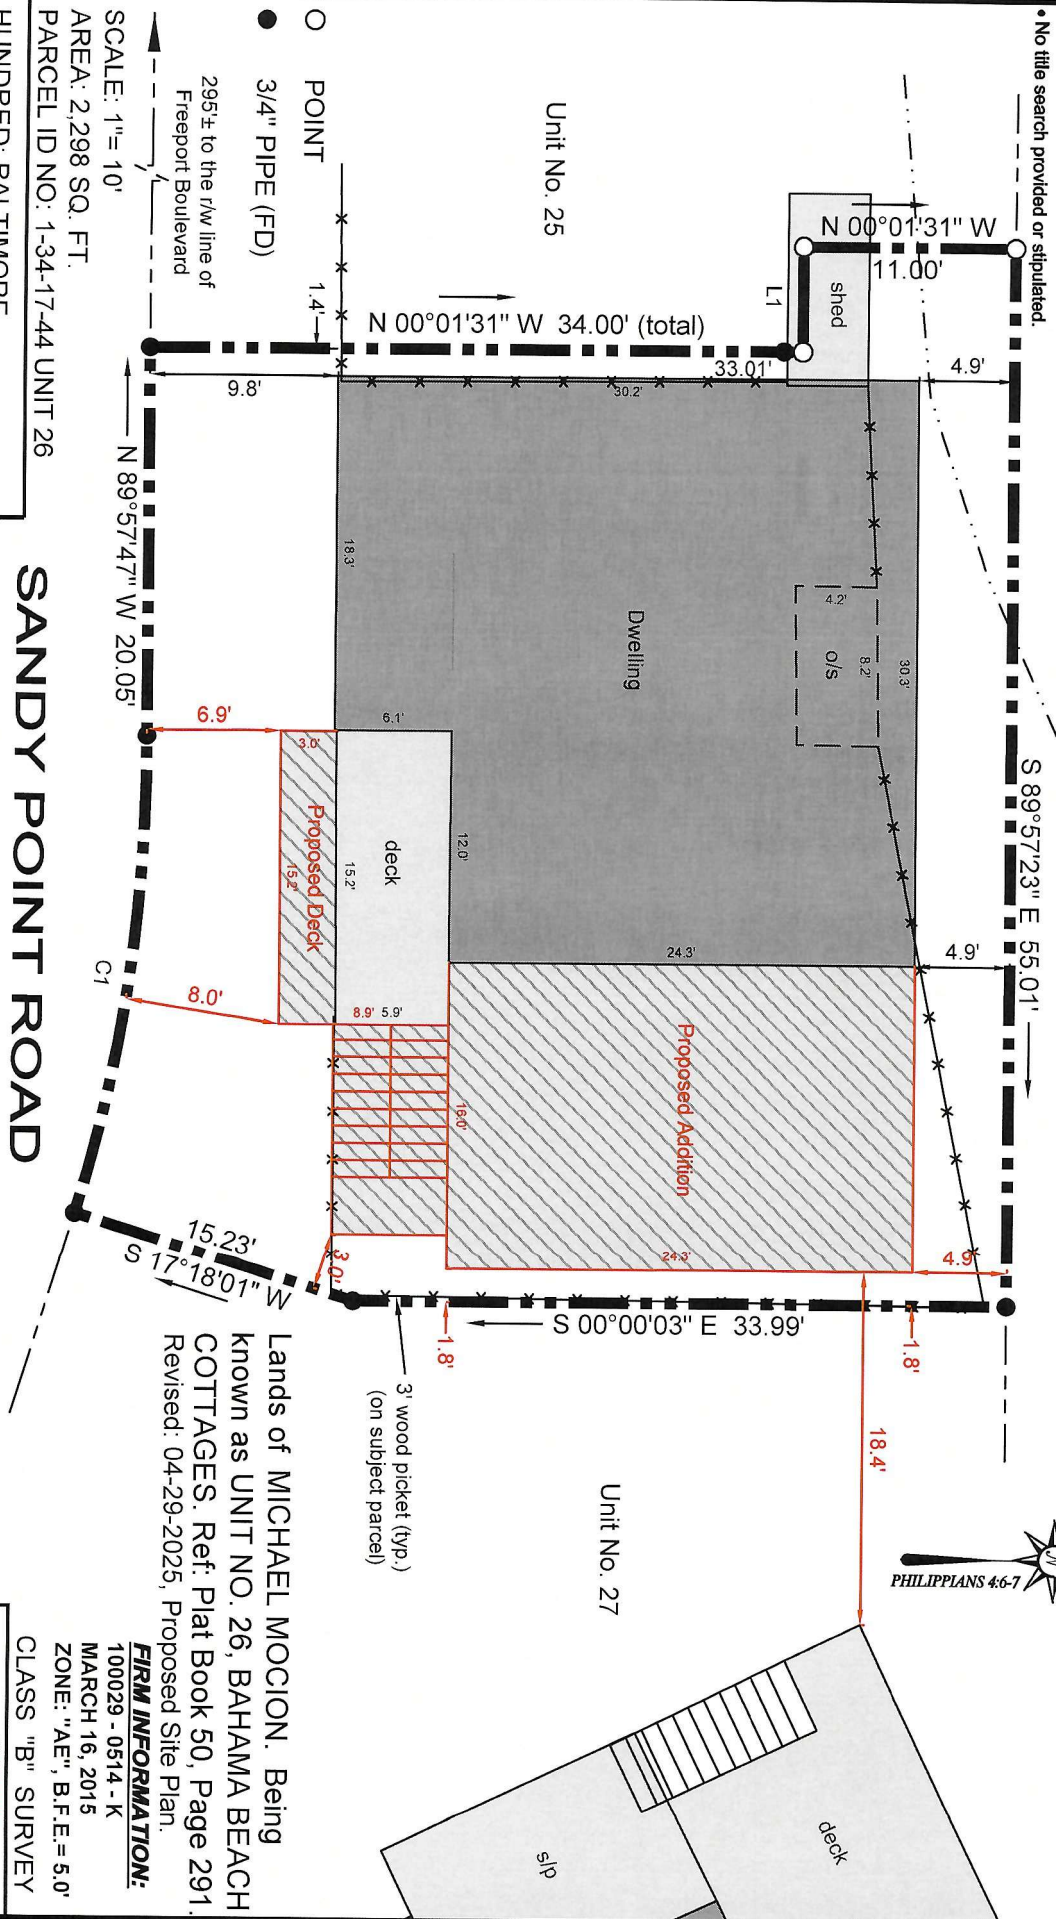 • No title search provided or stipulated.
N 00°01'31" W
11.00'
shed
L1
4.9'
S 89°57'23" E 55.01'
Unit No. 25
POINT
3/4" PIPE (FD)
295'± to the r/w line of
Freeport Boulevard
1.4'
N 00°01'31" W 34.00' (total)
33.01'
30.2'
9.8'
18.3'
Dwelling
4.2'
o/s
8.2'
30.3'
6.1'
12.0'
deck
15.2'
5.9'
24.3'
4.9'
6.9'
3.0'
Proposed Deck
15.2'
8.0'
8.9'
16.0'
Proposed Addition
24.3'
4.9'
3.0'
1.8'
1.8'
18.4'
S 00°00'03" E 33.99'
15.23'
S 17°18'01" W
3' wood picket (typ.)
(on subject parcel)
Unit No. 27
deck
slp
N
PHILIPPIANS 4:6-7
N 89°57'47" W 20.05'
C1
SCALE: 1"= 10'
AREA: 2,298 SQ. FT.
PARCEL ID NO: 1-34-17-44 UNIT 26
HUNDRED: BALTIMORE
SANDY POINT ROAD
Lands of MICHAEL MOCION. Being
known as UNIT NO. 26, BAHAMA BEACH
COTTAGES. Ref: Plat Book 50, Page 291.
Revised: 04-29-2025, Proposed Site Plan.
FIRM INFORMATION:
100029 - 0514 - K
MARCH 16, 2015
ZONE: "AE", B.F.E.= 5.0'
CLASS "B" SURVEY